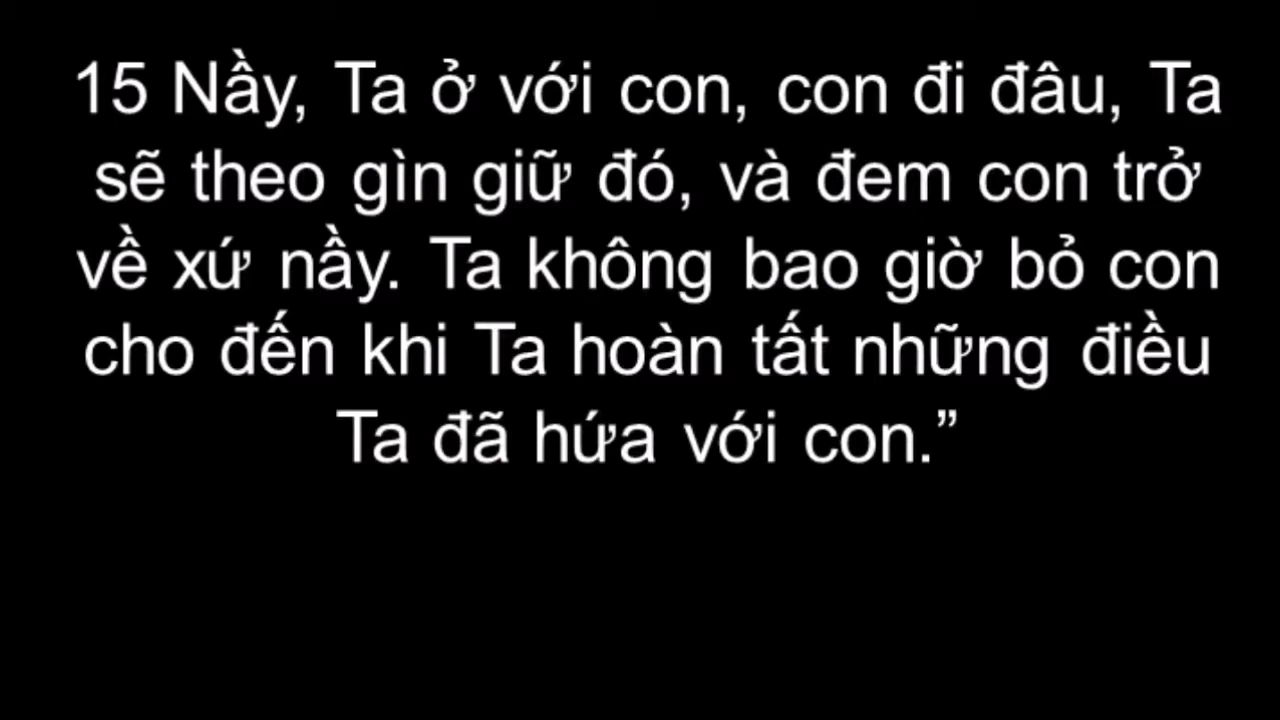 15 Nầy, Ta ở với con, con đi đâu, Ta
sẽ theo gìn giữ đó, và đem con trở
về xứ nầy. Ta không bao giờ bỏ con
cho đến khi Ta hoàn tất những điều
Ta đã hứa với con.”